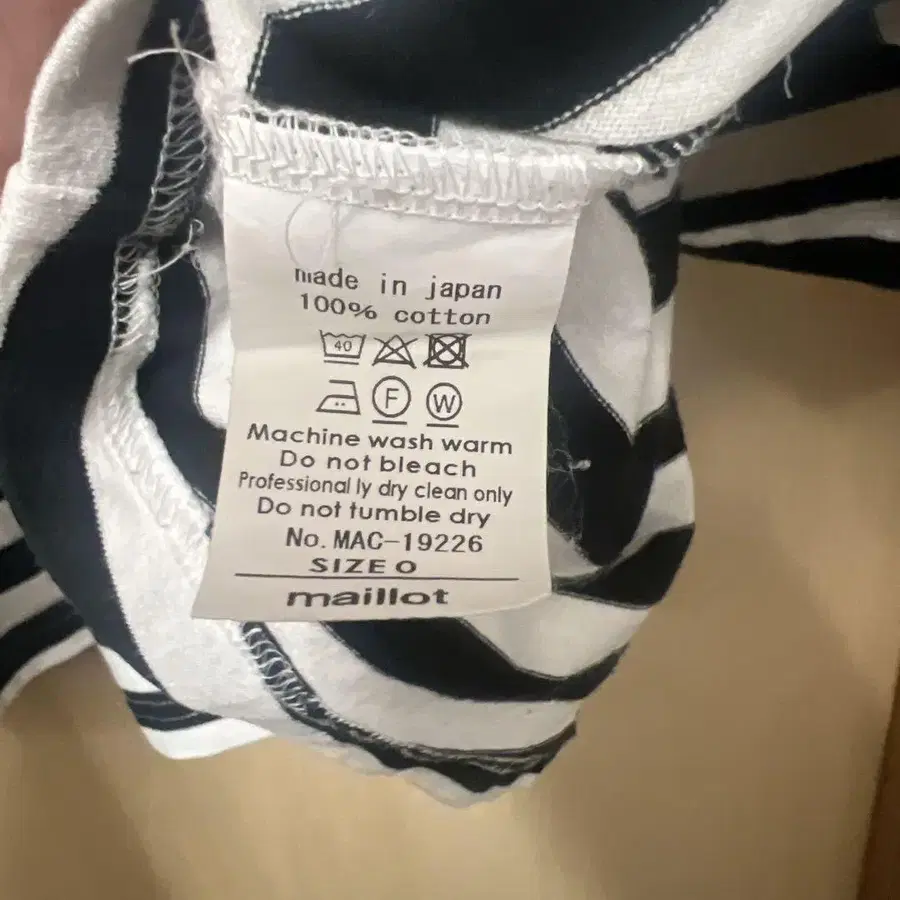 made in japan
100% cotton
40
F W
Machine wash warm
Do not bleach
Professional ly dry clean only
Do not tumble dry
No. MAC-19226
SIZE 0
maillot